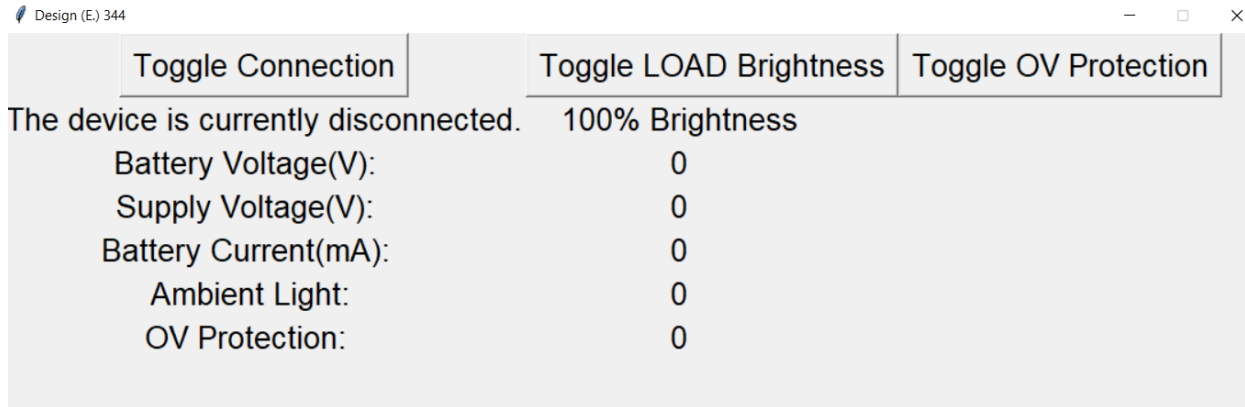 Design (E.) 344
Toggle Connection Toggle LOAD Brightness Toggle OV Protection
The device is currently disconnected. 100% Brightness
Battery Voltage(V): 0
Supply Voltage(V): 0
Battery Current(mA): 0
Ambient Light: 0
OV Protection: 0